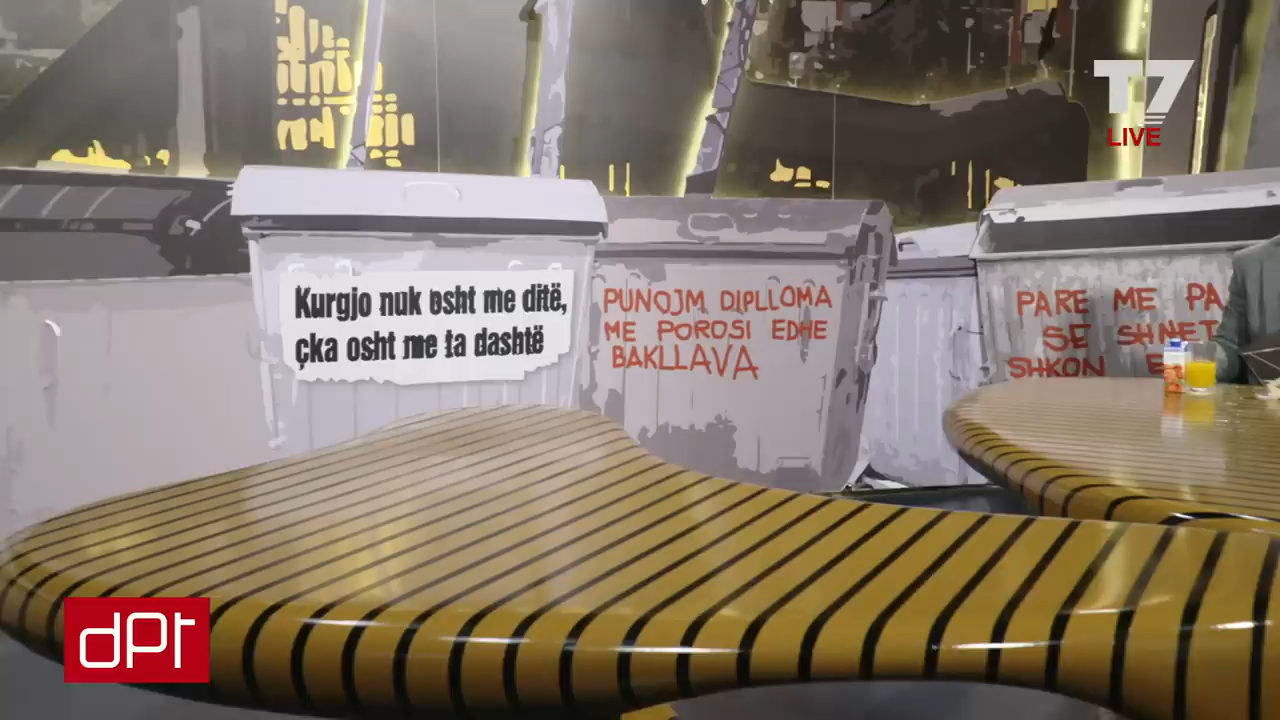 T7
LIVE
Kurgjo nuk osht me ditë,
çka osht me ta dashtë
PUNOJM DIPLLOMA
ME POROSI EDHE
BAKLLAVA
PARE ME PA
SE SHNET
SHKON E
dpt